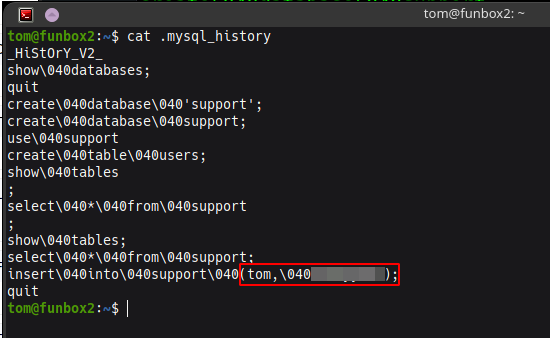 tom@funbox2: ~
tom@funbox2:~$ cat .mysql_history
_HiStOrY_V2_
show\040databases;
quit
create\040database\040'support';
create\040database\040support;
use\040support
create\040table\040users;
show\040tables
;
select\040*\040from\040support
;
show\040tables;
select\040*\040from\040support;
insert\040into\040support\040(tom,\040 );
quit
tom@funbox2:~$